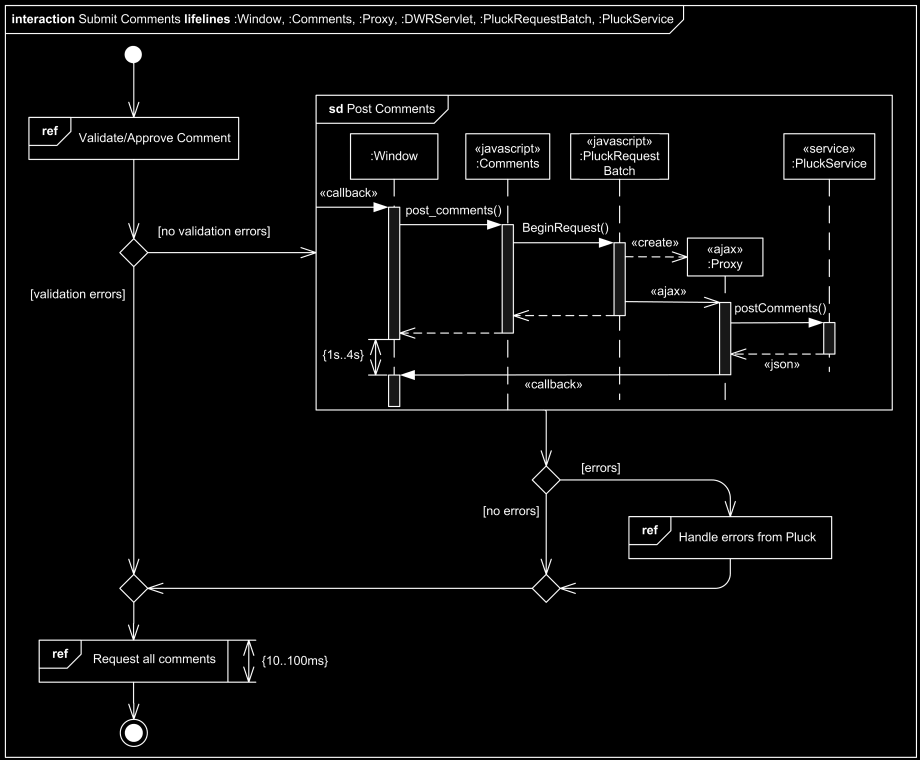 interaction Submit Comments lifelines :Window, :Comments, :Proxy, :DWRServlet, :PluckRequestBatch, :PluckService
ref
Validate/Approve Comment
[no validation errors]
[validation errors]
sd Post Comments
:Window
«javascript»
:Comments
«javascript»
:PluckRequest
Batch
«service»
:PluckService
«callback»
post_comments()
BeginRequest()
«create»
«ajax»
:Proxy
«ajax»
postComments()
{1s..4s}
«json»
«callback»
[errors]
[no errors]
ref
Handle errors from Pluck
ref
Request all comments
{10..100ms}